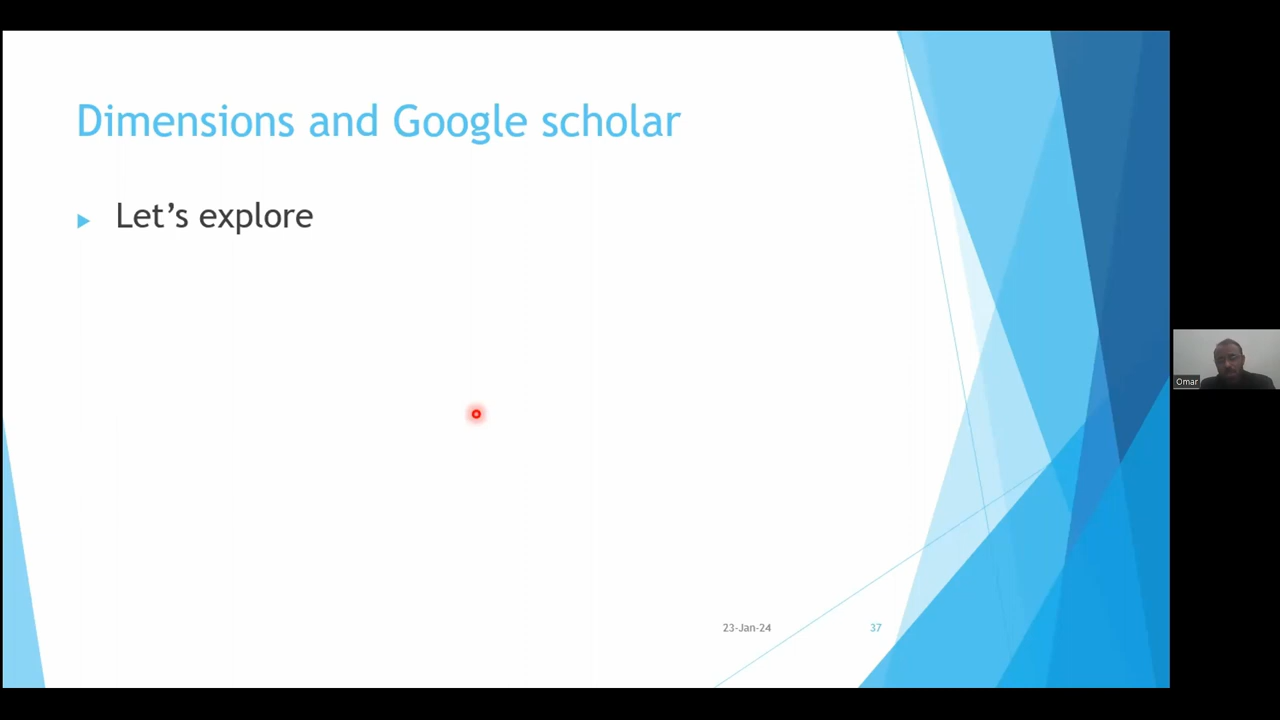 Dimensions and Google scholar
Let’s explore
Omar
23-Jan-24
37